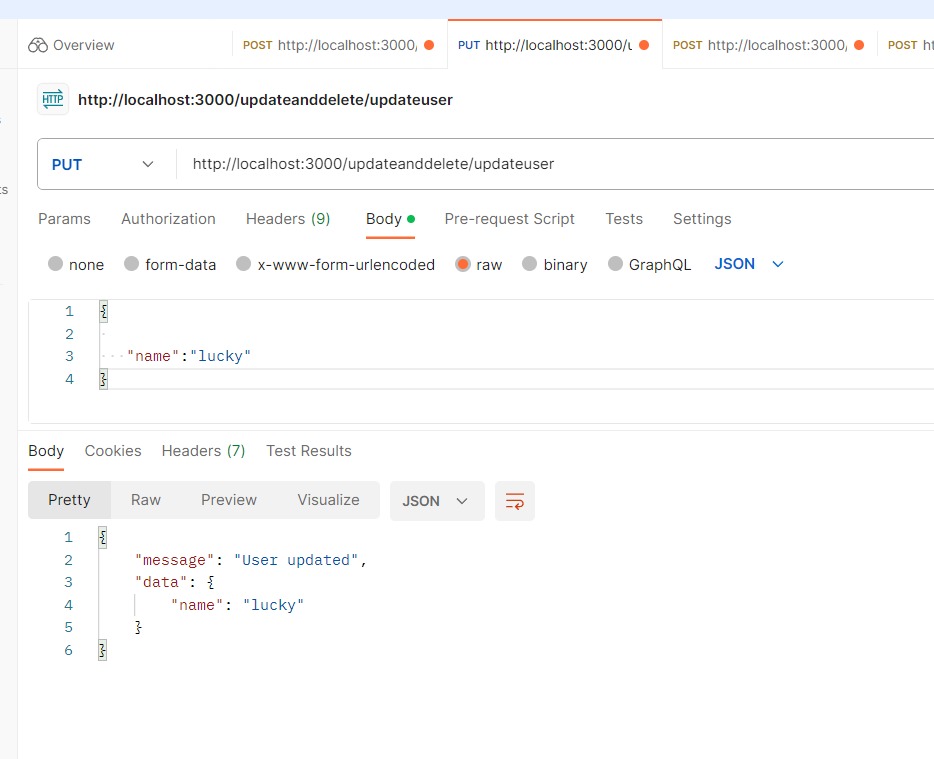 Overview POST http://localhost:3000/ PUT http://localhost:3000/u POST http://localhost:3000/ POST ht
HTTP http://localhost:3000/updateanddelete/updateuser
PUT http://localhost:3000/updateanddelete/updateuser
ts
Params Authorization Headers (9) Body Pre-request Script Tests Settings
none form-data x-www-form-urlencoded raw binary GraphQL JSON
1 {
2
3 "name":"lucky"
4 }
Body Cookies Headers (7) Test Results
Pretty Raw Preview Visualize JSON
1 {
2 "message": "User updated",
3 "data": {
4 "name": "lucky"
5 }
6 }